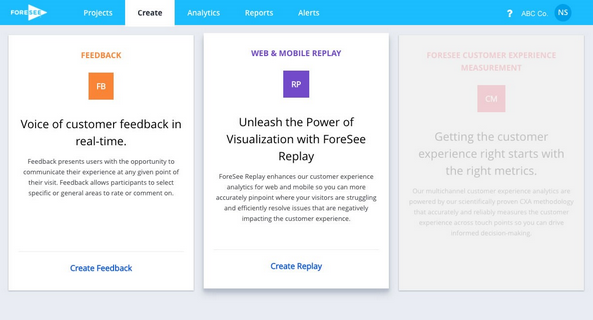 FORESEE
Projects
Create
Analytics
Reports
Alerts
?
ABC Co.
NS
FEEDBACK
FB
Voice of customer feedback in
real-time.
Feedback presents users with the opportunity to
communicate their experience at any given point of
their visit. Feedback allows participants to select
specific or general areas to rate or comment on.
Create Feedback
WEB & MOBILE REPLAY
RP
Unleash the Power of
Visualization with ForeSee
Replay
ForeSee Replay enhances our customer experience
analytics for web and mobile so you can more
accurately pinpoint where your visitors are struggling
and efficiently resolve issues that are negatively
impacting the customer experience.
Create Replay
FORESEE CUSTOMER EXPERIENCE
MEASUREMENT
CM
Getting the customer
experience right starts with
the right metrics.
Our multichannel customer experience analytics are
powered by our scientifically proven CXA methodology
that accurately and reliably measures the customer
experience across touch points so you can drive
informed decision-making.